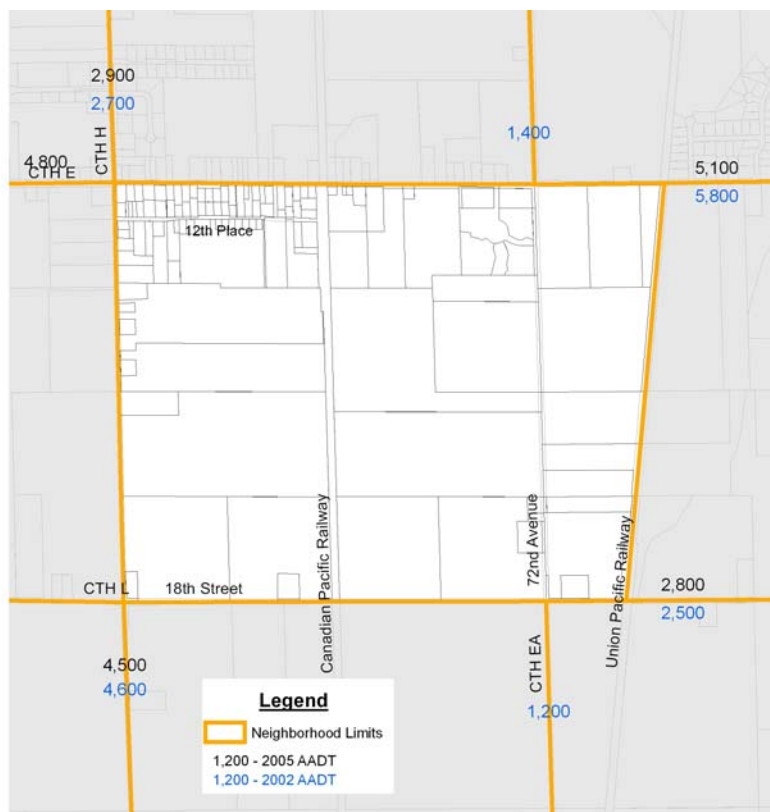 2,900
2,700
CTH H
1,400
4,800
CTH E
5,100
5,800
12th Place
Canadian Pacific Railway
72nd Avenue
Union Pacific Railway
CTH L
18th Street
2,800
2,500
4,500
4,600
CTH EA
1,200
Legend
Neighborhood Limits
1,200 - 2005 AADT
1,200 - 2002 AADT